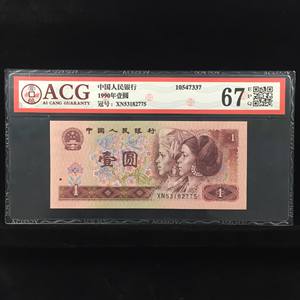 ACG
AI CANG GUARANTY
中国人民银行
1990年壹圆
冠号：XN53182775
10547337
67
EPQ
中国人民银行
1
壹圆
1
XN53182775